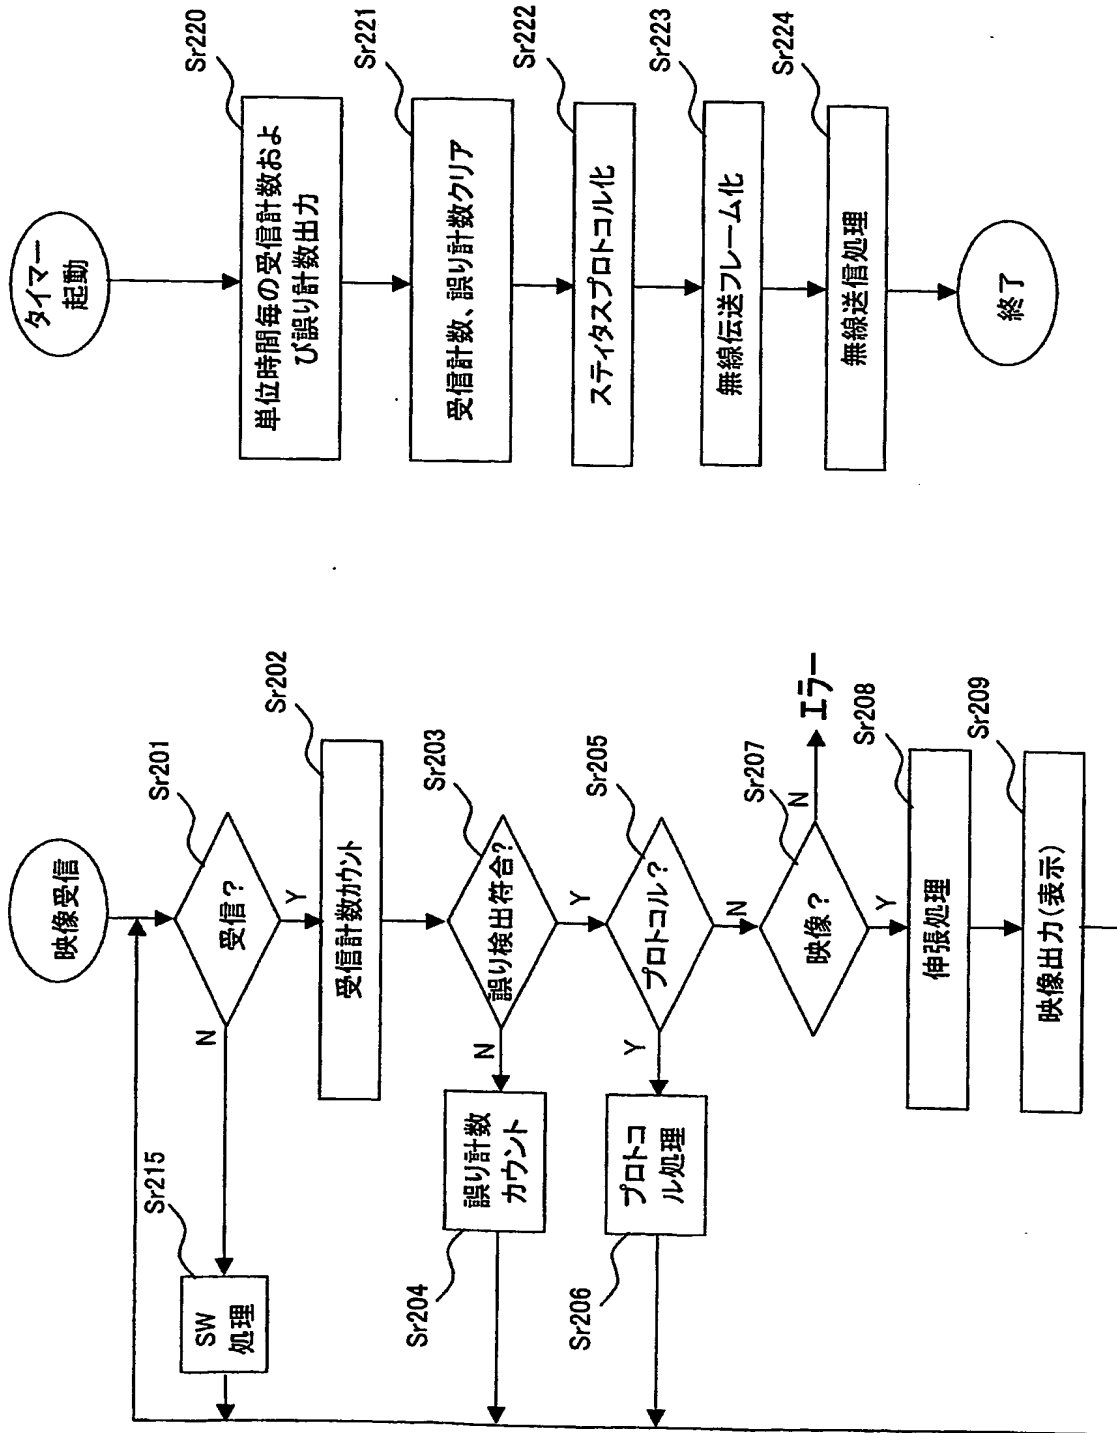 映像受信
Sr201
受信?
Y
N
Sr215
SW
処理
Sr202
受信計数カウント
Sr203
誤り検出符合?
Y
N
誤り計数
カウント
Sr204
Sr205
プロトコル?
N
Y
プロトコ
ル処理
Sr206
Sr207
映像?
N
エラー
Y
Sr208
伸張処理
Sr209
映像出力(表示)
タイマー
起動
Sr220
単位時間毎の受信計数およ
び誤り計数出力
Sr221
受信計数、誤り計数クリア
Sr222
スティタスプロトコル化
Sr223
無線伝送フレーム化
Sr224
無線送信処理
終了